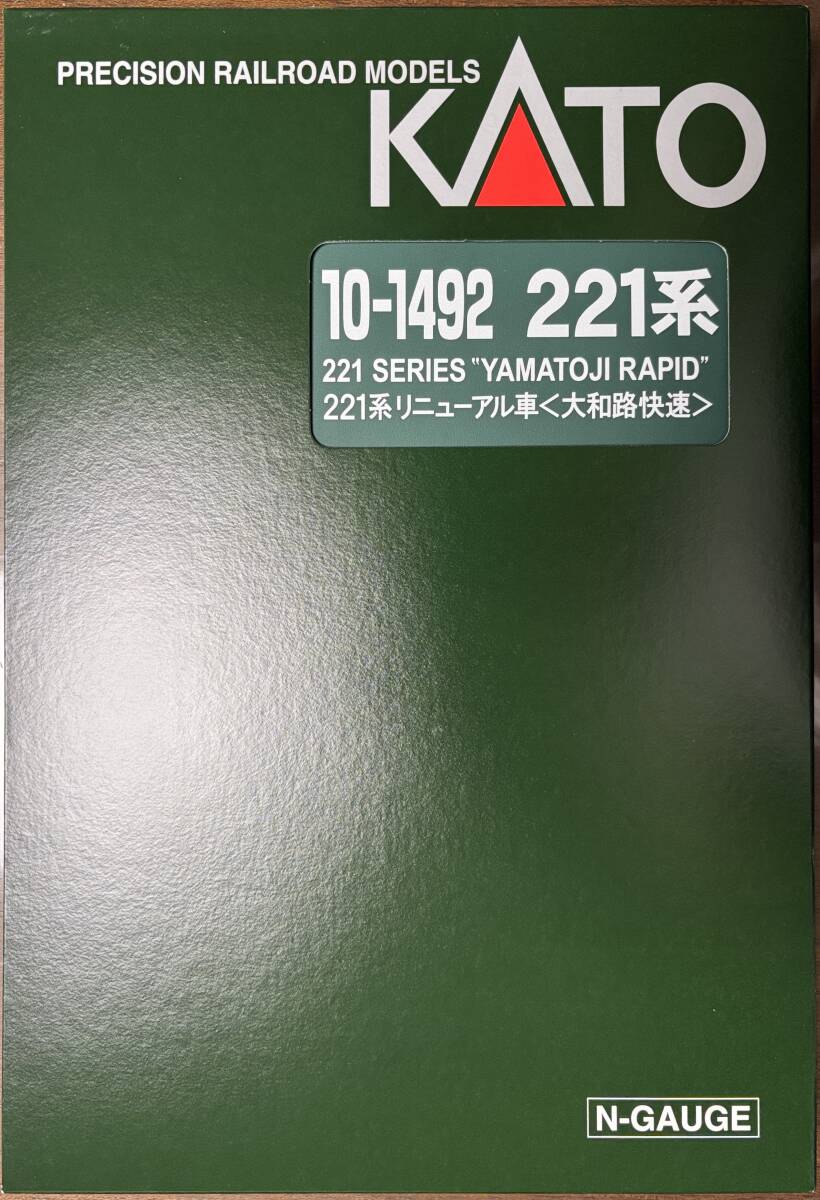 PRECISION RAILROAD MODELS
KATO
10-1492 221系
221 SERIES "YAMATOJI RAPID"
221系リニューアル車<大和路快速>
N-GAUGE